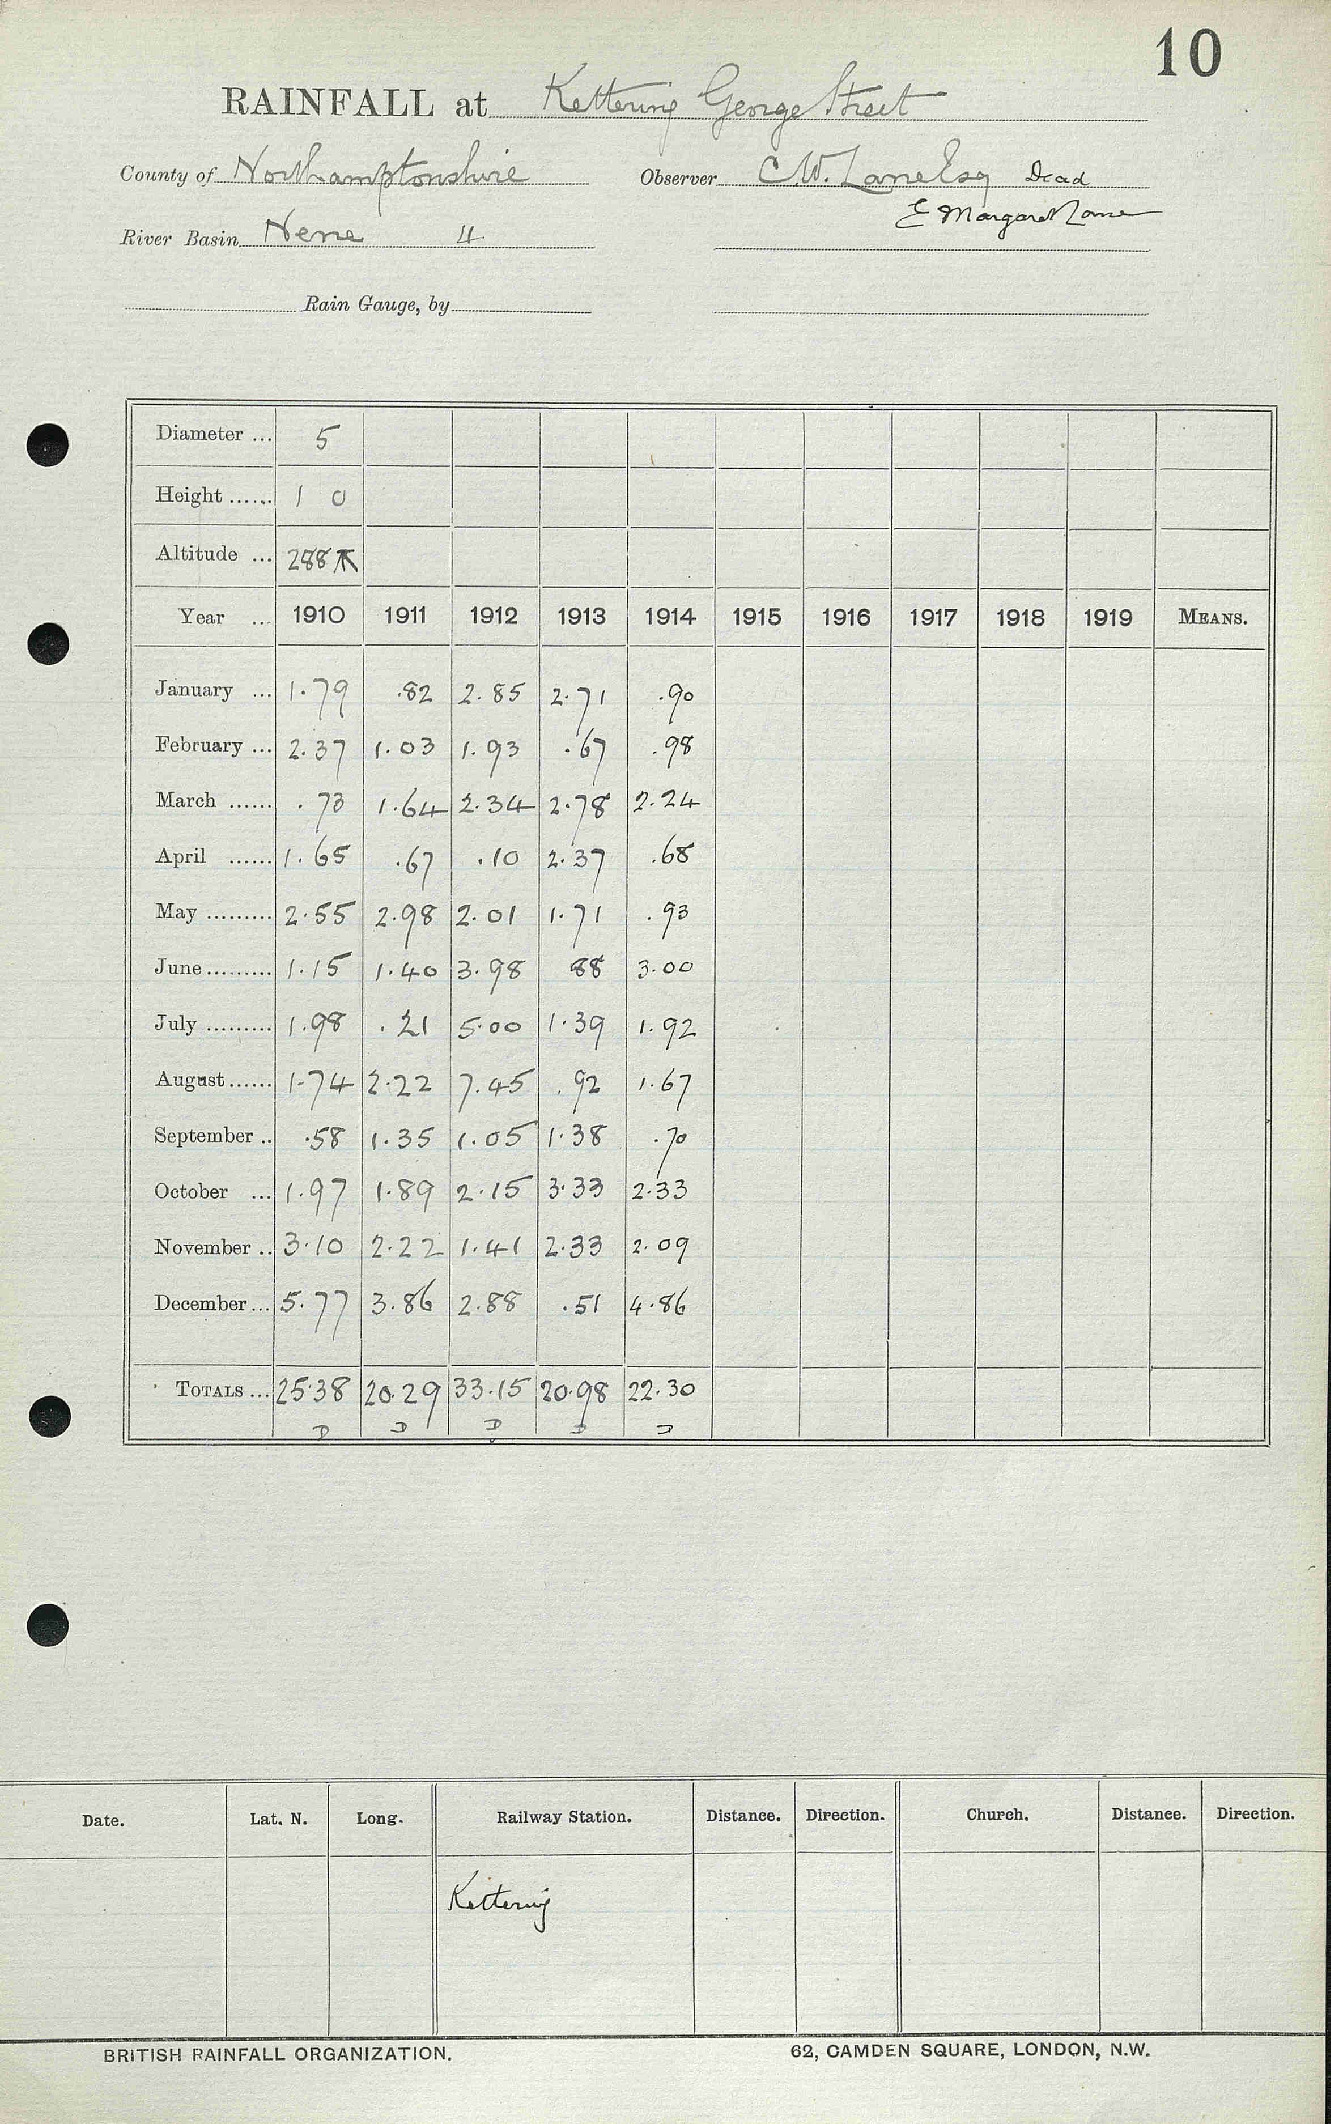 10
RAINFALL at Kettering George Street
County of Northamptonshire Observer C.W. Lane Esq Dead
E Margaret Lane
River Basin Nene 4
Rain Gauge, by
Diameter ... 5
Height ...... 1 0
Altitude ... 288
Year ... 1910 1911 1912 1913 1914 1915 1916 1917 1918 1919 MEANS.
January ... 1.79 .82 2.85 2.71 .90
February ... 2.37 1.03 1.93 .67 .98
March ...... .73 1.64 2.34 2.78 2.24
April ...... 1.65 .67 .10 2.37 .68
May ......... 2.55 2.98 2.01 1.71 .93
June ......... 1.15 1.40 3.98 88 3.00
July ......... 1.98 .21 5.00 1.39 1.92
August ...... 1.74 2.22 7.45 .92 1.67
September .. .58 1.35 1.05 1.38 .70
October ... 1.97 1.89 2.15 3.33 2.33
November .. 3.10 2.22 1.41 2.33 2.09
December ... 5.77 3.86 2.88 .51 4.86
TOTALS ... 25.38 20.29 33.15 20.98 22.30
D D D D D
Date. Lat. N. Long. Railway Station. Distance. Direction. Church. Distance. Direction.
Kettering
BRITISH RAINFALL ORGANIZATION. 62, CAMDEN SQUARE, LONDON, N.W.